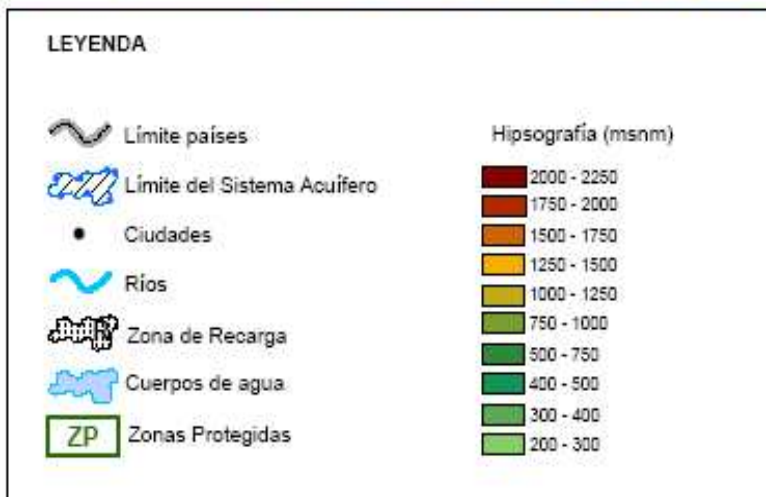 LEYENDA
Límite países
Límite del Sistema Acuífero
Ciudades
Ríos
Zona de Recarga
Cuerpos de agua
ZP Zonas Protegidas
Hipsografía (msnm)
2000 - 2250
1750 - 2000
1500 - 1750
1250 - 1500
1000 - 1250
750 - 1000
500 - 750
400 - 500
300 - 400
200 - 300